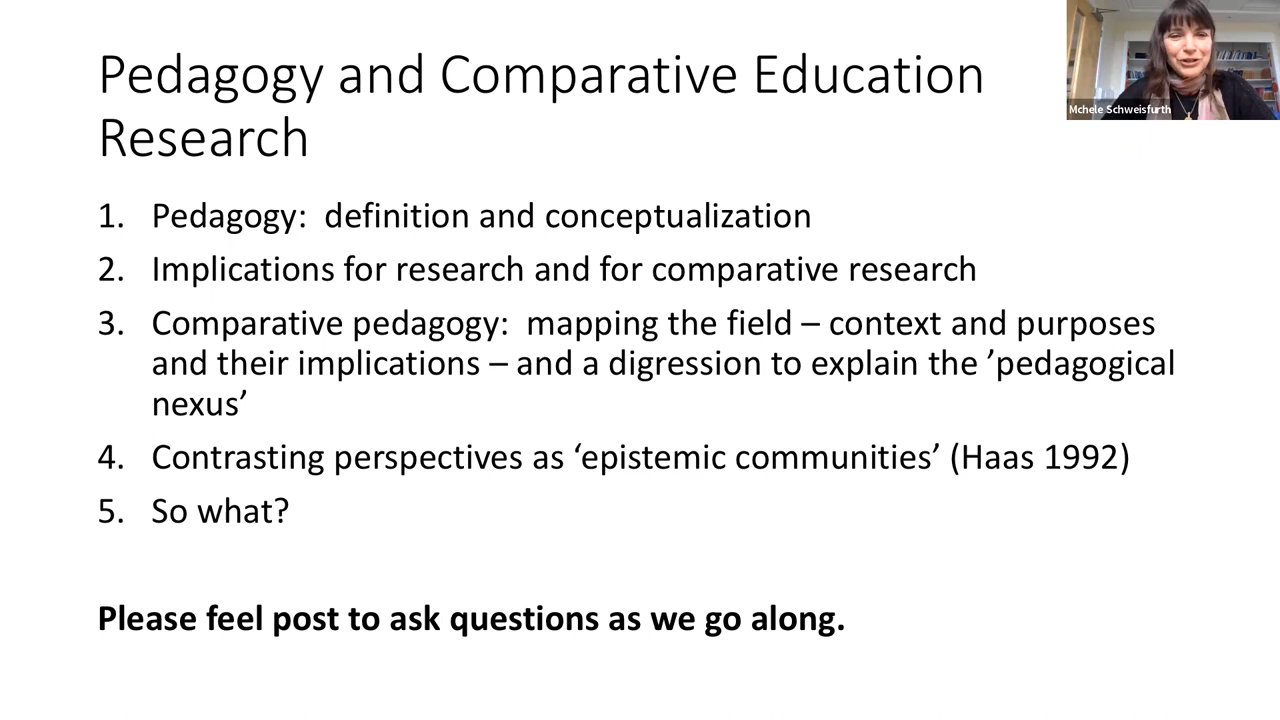 Pedagogy and Comparative Education
Research
Mchele Schweisfurth
1. Pedagogy:  definition and conceptualization
2. Implications for research and for comparative research
3. Comparative pedagogy:  mapping the field – context and purposes
and their implications – and a digression to explain the ’pedagogical
nexus’
4. Contrasting perspectives as ‘epistemic communities’ (Haas 1992)
5. So what?
Please feel post to ask questions as we go along.